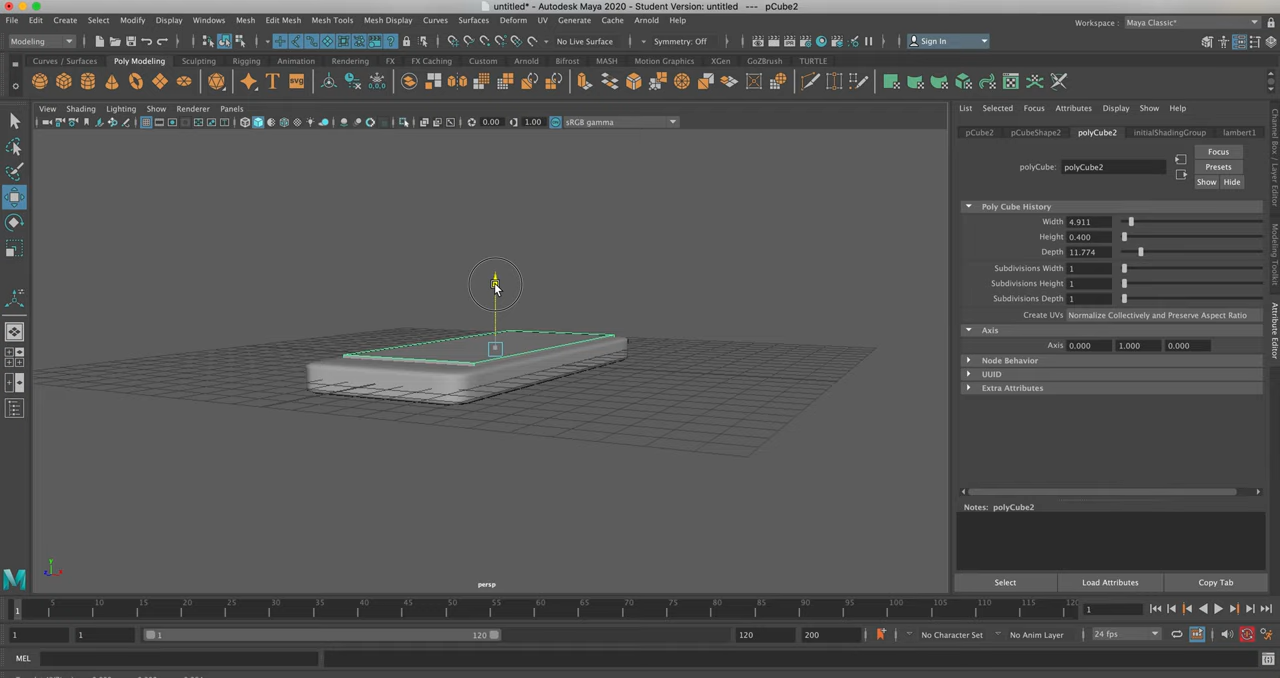 untitled* - Autodesk Maya 2020 - Student Version: untitled --- pCube2
File Edit Create Select Modify Display Windows Mesh Edit Mesh Mesh Tools Mesh Display Curves Surfaces Deform UV Generate Cache Arnold Help
Workspace : Maya Classic*
Modeling No Live Surface Symmetry: Off Sign In
Curves / Surfaces Poly Modeling Sculpting Rigging Animation Rendering FX FX Caching Custom Arnold Bifrost MASH Motion Graphics XGen GoZBrush TURTLE
SVG
View Shading Lighting Show Renderer Panels
0.00 1.00 sRGB gamma
List Selected Focus Attributes Display Show Help
pCube2 pCubeShape2 polyCube2 initialShadingGroup lambert1
Focus
polyCube: polyCube2 Presets
Show Hide
Poly Cube History
Width 4.911
Height 0.400
Depth 11.774
Subdivisions Width 1
Subdivisions Height 1
Subdivisions Depth 1
Create UVs Normalize Collectively and Preserve Aspect Ratio
Axis
Axis 0.000 1.000 0.000
Node Behavior
UUID
Extra Attributes
Notes: polyCube2
Select Load Attributes Copy Tab
Channel Box / Layer Editor
Modeling Toolkit
Attribute Editor
persp
5 10 15 20 25 30 35 40 45 50 55 60 65 70 75 80 85 90 95 100 105 110 115 120
1 1
1 1 1 120 120 200 No Character Set No Anim Layer 24 fps
MEL